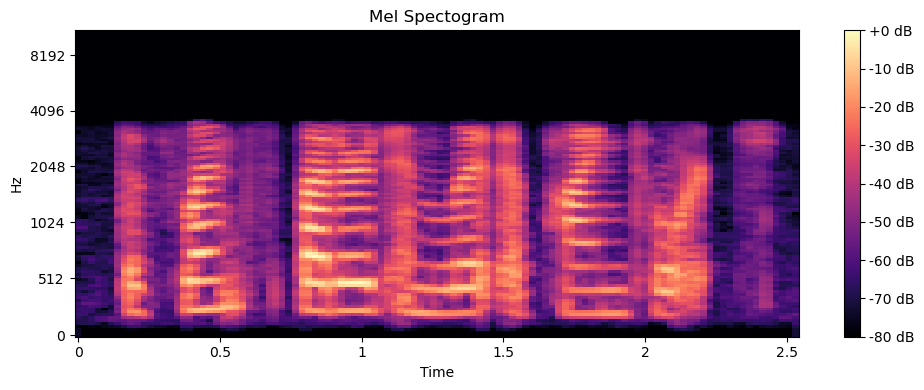 Mel Spectogram
+0 dB
8192
-10 dB
4096
-20 dB
-30 dB
2048
Hz
-40 dB
1024
-50 dB
512
-60 dB
-70 dB
0
-80 dB
0 0.5 1 1.5 2 2.5
Time